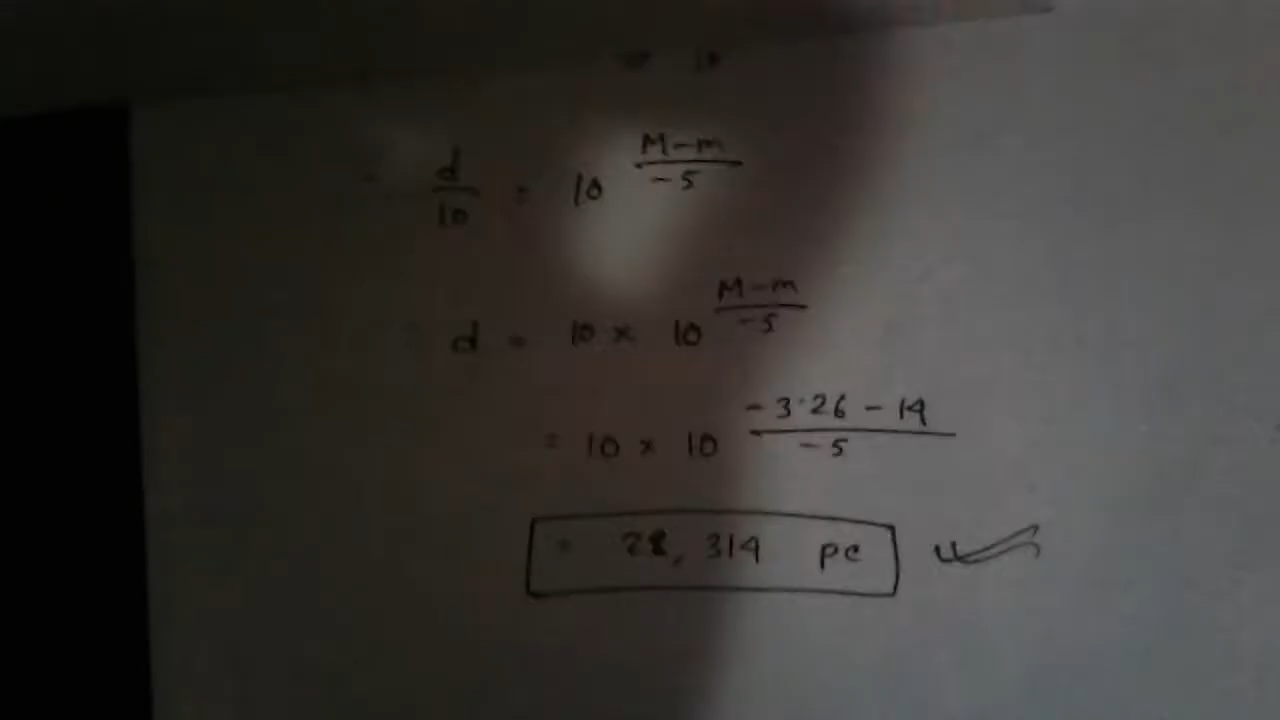 d/10 = 10^((M-m)/-5)
d = 10 × 10^((M-m)/-5)
= 10 × 10^((-3.26-14)/-5)
= 28,314 pc